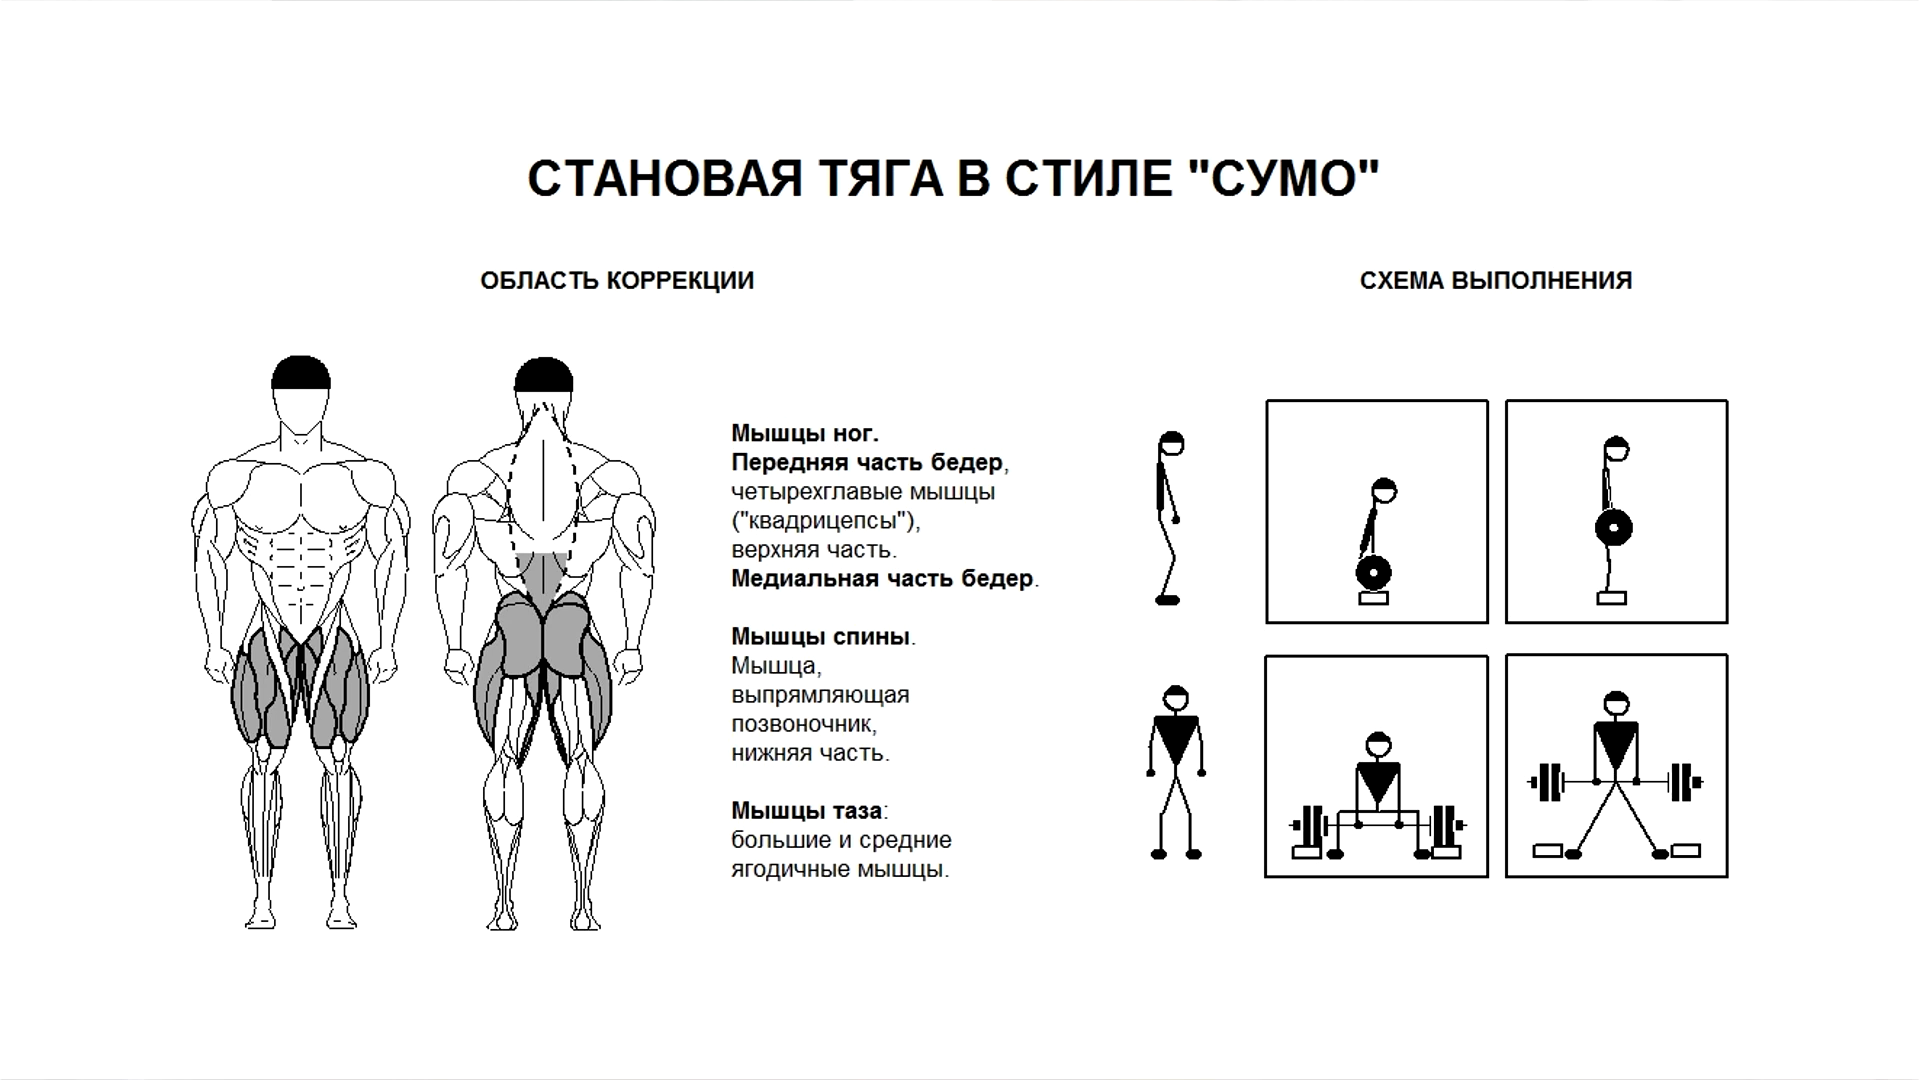 СТАНОВАЯ ТЯГА В СТИЛЕ "СУМО"
ОБЛАСТЬ КОРРЕКЦИИ
Мышцы ног.
Передняя часть бедер,
четырехглавые мышцы
("квадрицепсы"),
верхняя часть.
Медиальная часть бедер.
Мышцы спины.
Мышца,
выпрямляющая
позвоночник,
нижняя часть.
Мышцы таза:
большие и средние
ягодичные мышцы.
СХЕМА ВЫПОЛНЕНИЯ